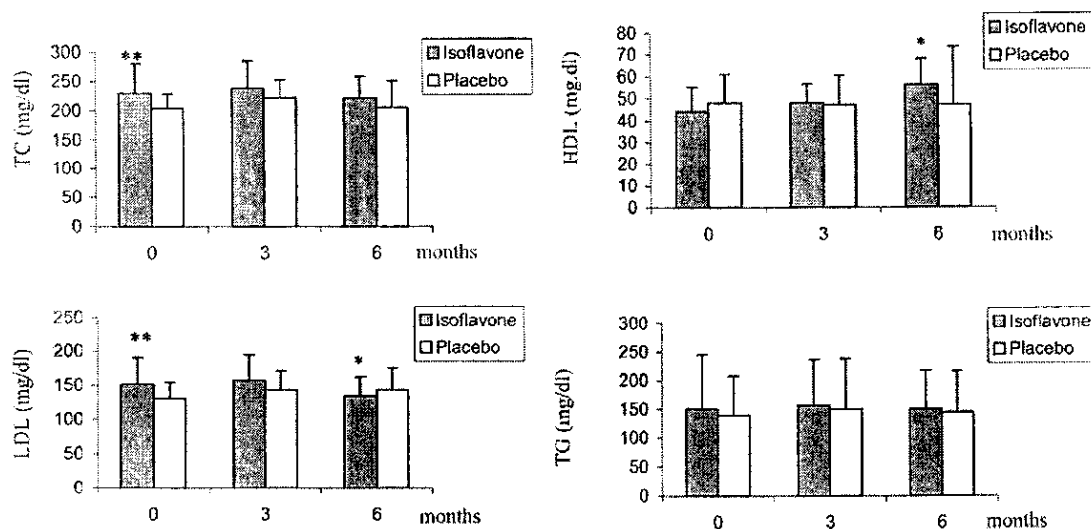 Isoflavone
Placebo
TC (mg/dl)
300
250
200
150
100
50
0
**
0 3 6 months
Isoflavone
Placebo
HDL (mg.dl)
80
70
60
50
40
30
20
10
0
*
0 3 6 months
Isoflavone
Placebo
LDL (mg/dl)
250
200
150
100
50
0
**
*
0 3 6 months
Isoflavone
Placebo
TG (mg/dl)
300
250
200
150
100
50
0
0 3 6 months